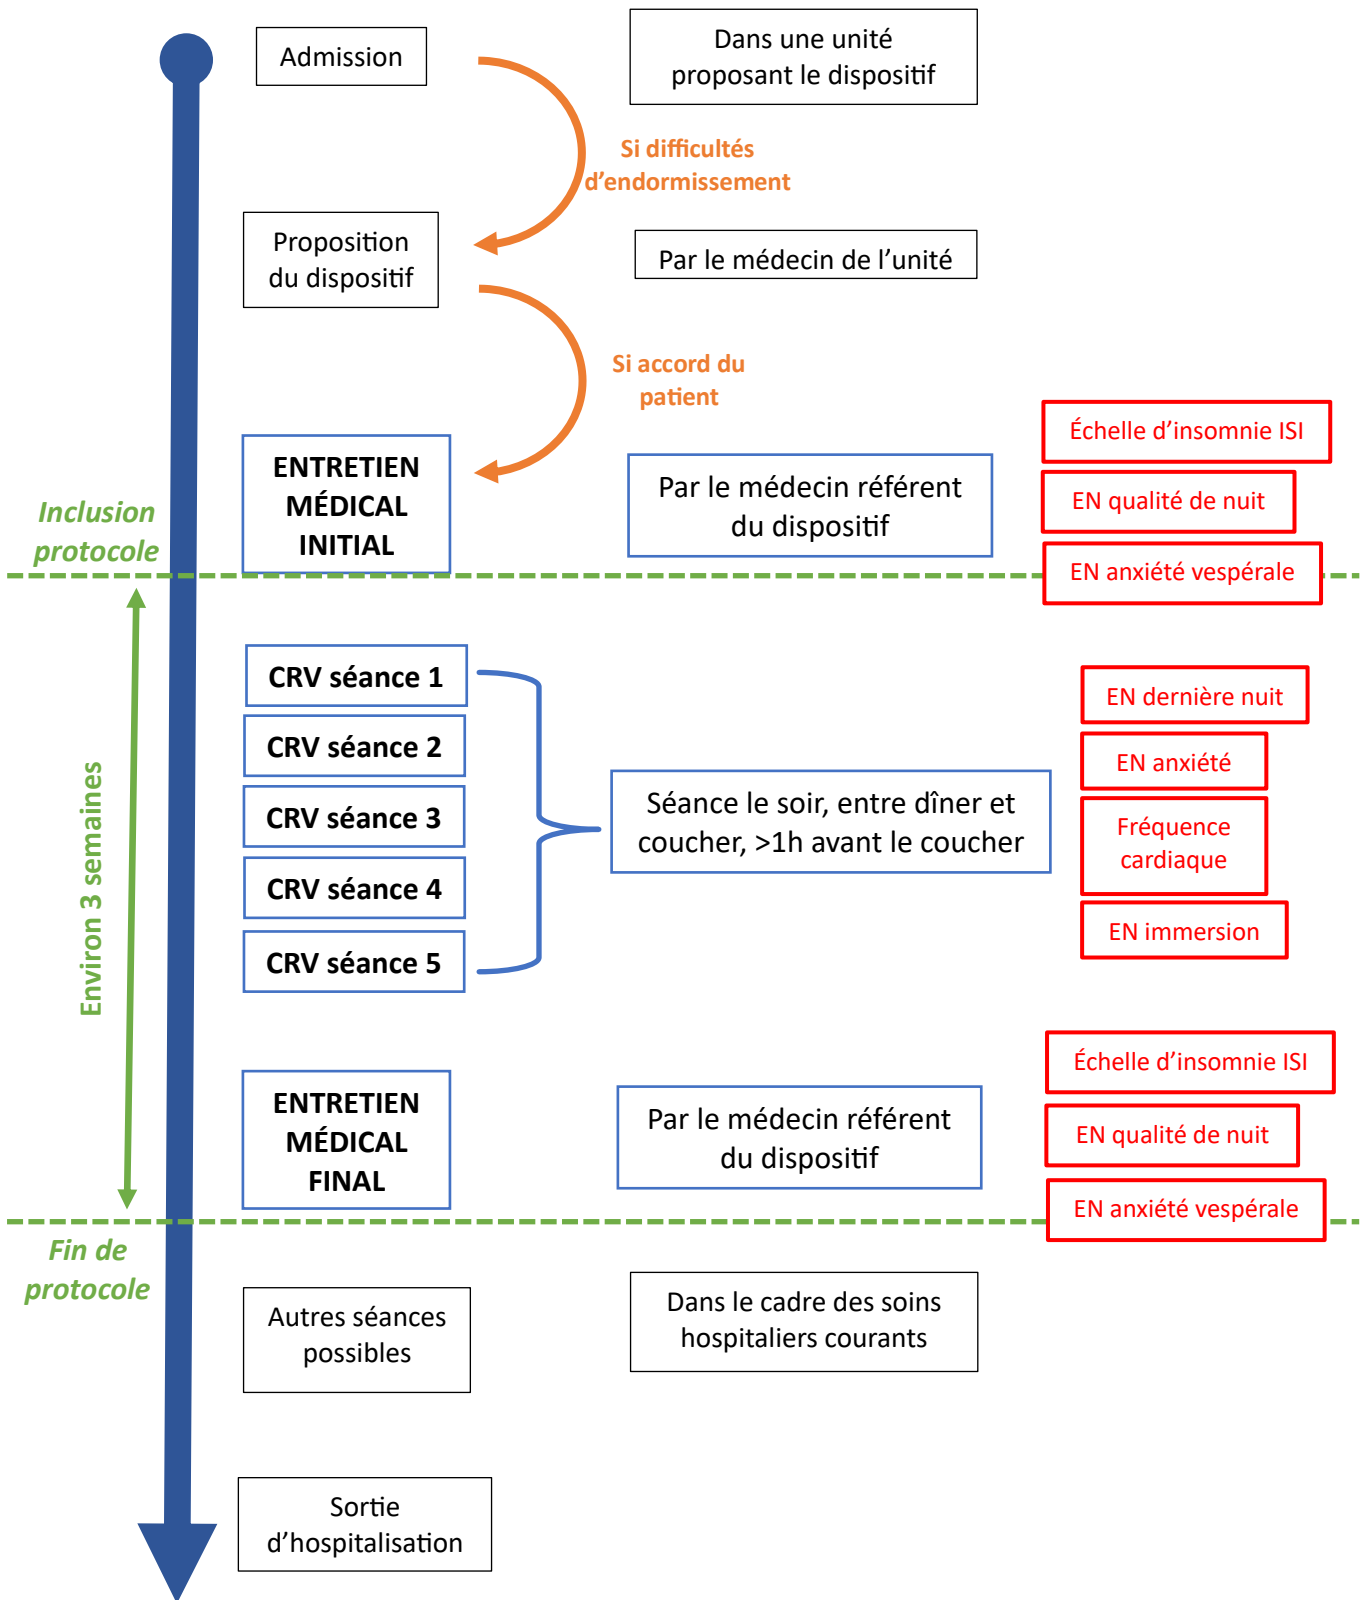 Admission
Dans une unité
proposant le dispositif
Si difficultés
d’endormissement
Proposition
du dispositif
Par le médecin de l’unité
Si accord du
patient
ENTRETIEN
MÉDICAL
INITIAL
Par le médecin référent
du dispositif
Échelle d’insomnie ISI
EN qualité de nuit
EN anxiété vespérale
Inclusion
protocole
Environ 3 semaines
CRV séance 1
CRV séance 2
CRV séance 3
CRV séance 4
CRV séance 5
Séance le soir, entre dîner et
coucher, >1h avant le coucher
EN dernière nuit
EN anxiété
Fréquence
cardiaque
EN immersion
ENTRETIEN
MÉDICAL
FINAL
Par le médecin référent
du dispositif
Échelle d’insomnie ISI
EN qualité de nuit
EN anxiété vespérale
Fin de
protocole
Autres séances
possibles
Dans le cadre des soins
hospitaliers courants
Sortie
d’hospitalisation